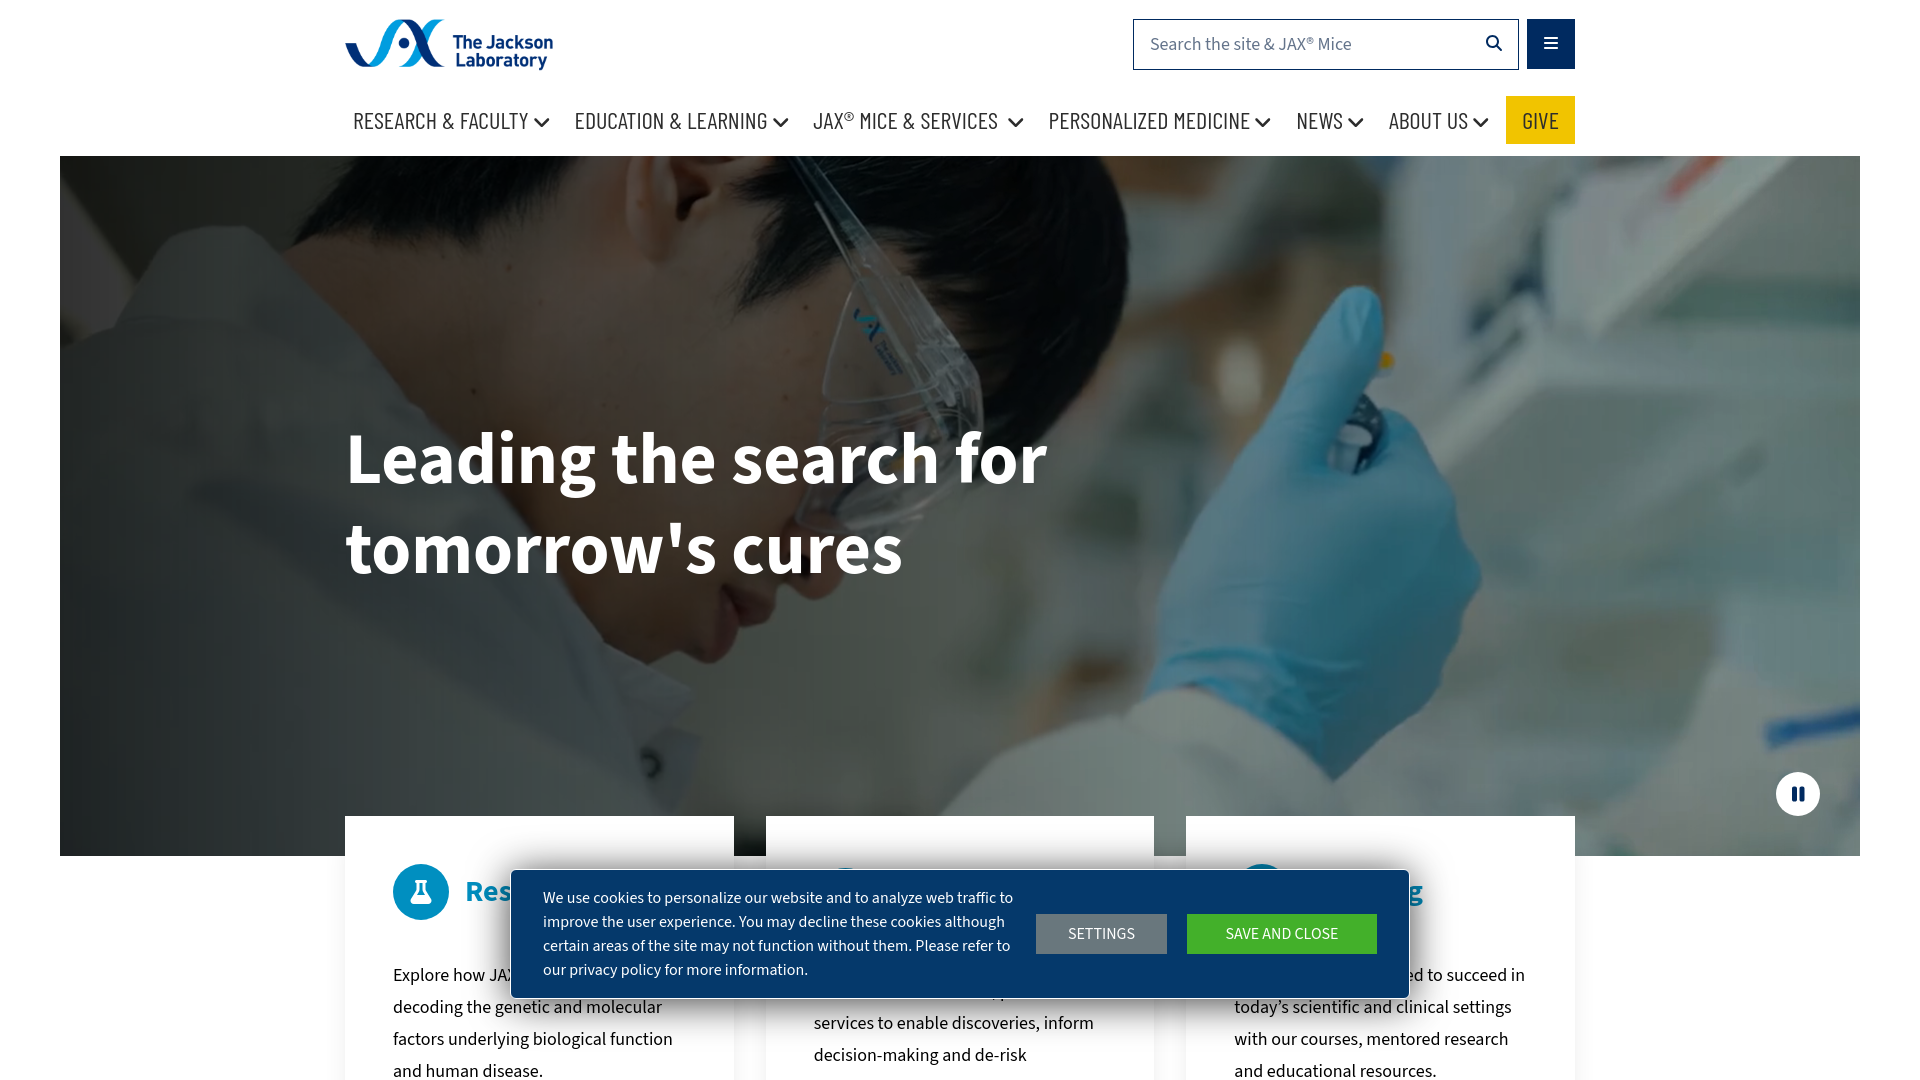 The Jackson
Laboratory
Search the site & JAX® Mice
RESEARCH & FACULTY
EDUCATION & LEARNING
JAX® MICE & SERVICES
PERSONALIZED MEDICINE
NEWS
ABOUT US
GIVE
Leading the search for
tomorrow's cures
We use cookies to personalize our website and to analyze web traffic to
improve the user experience. You may decline these cookies although
certain areas of the site may not function without them. Please refer to
our privacy policy for more information.
SETTINGS
SAVE AND CLOSE
Res
Explore how JAX
decoding the genetic and molecular
factors underlying biological function
and human disease.
services to enable discoveries, inform
decision-making and de-risk
g
ed to succeed in
today’s scientific and clinical settings
with our courses, mentored research
and educational resources.